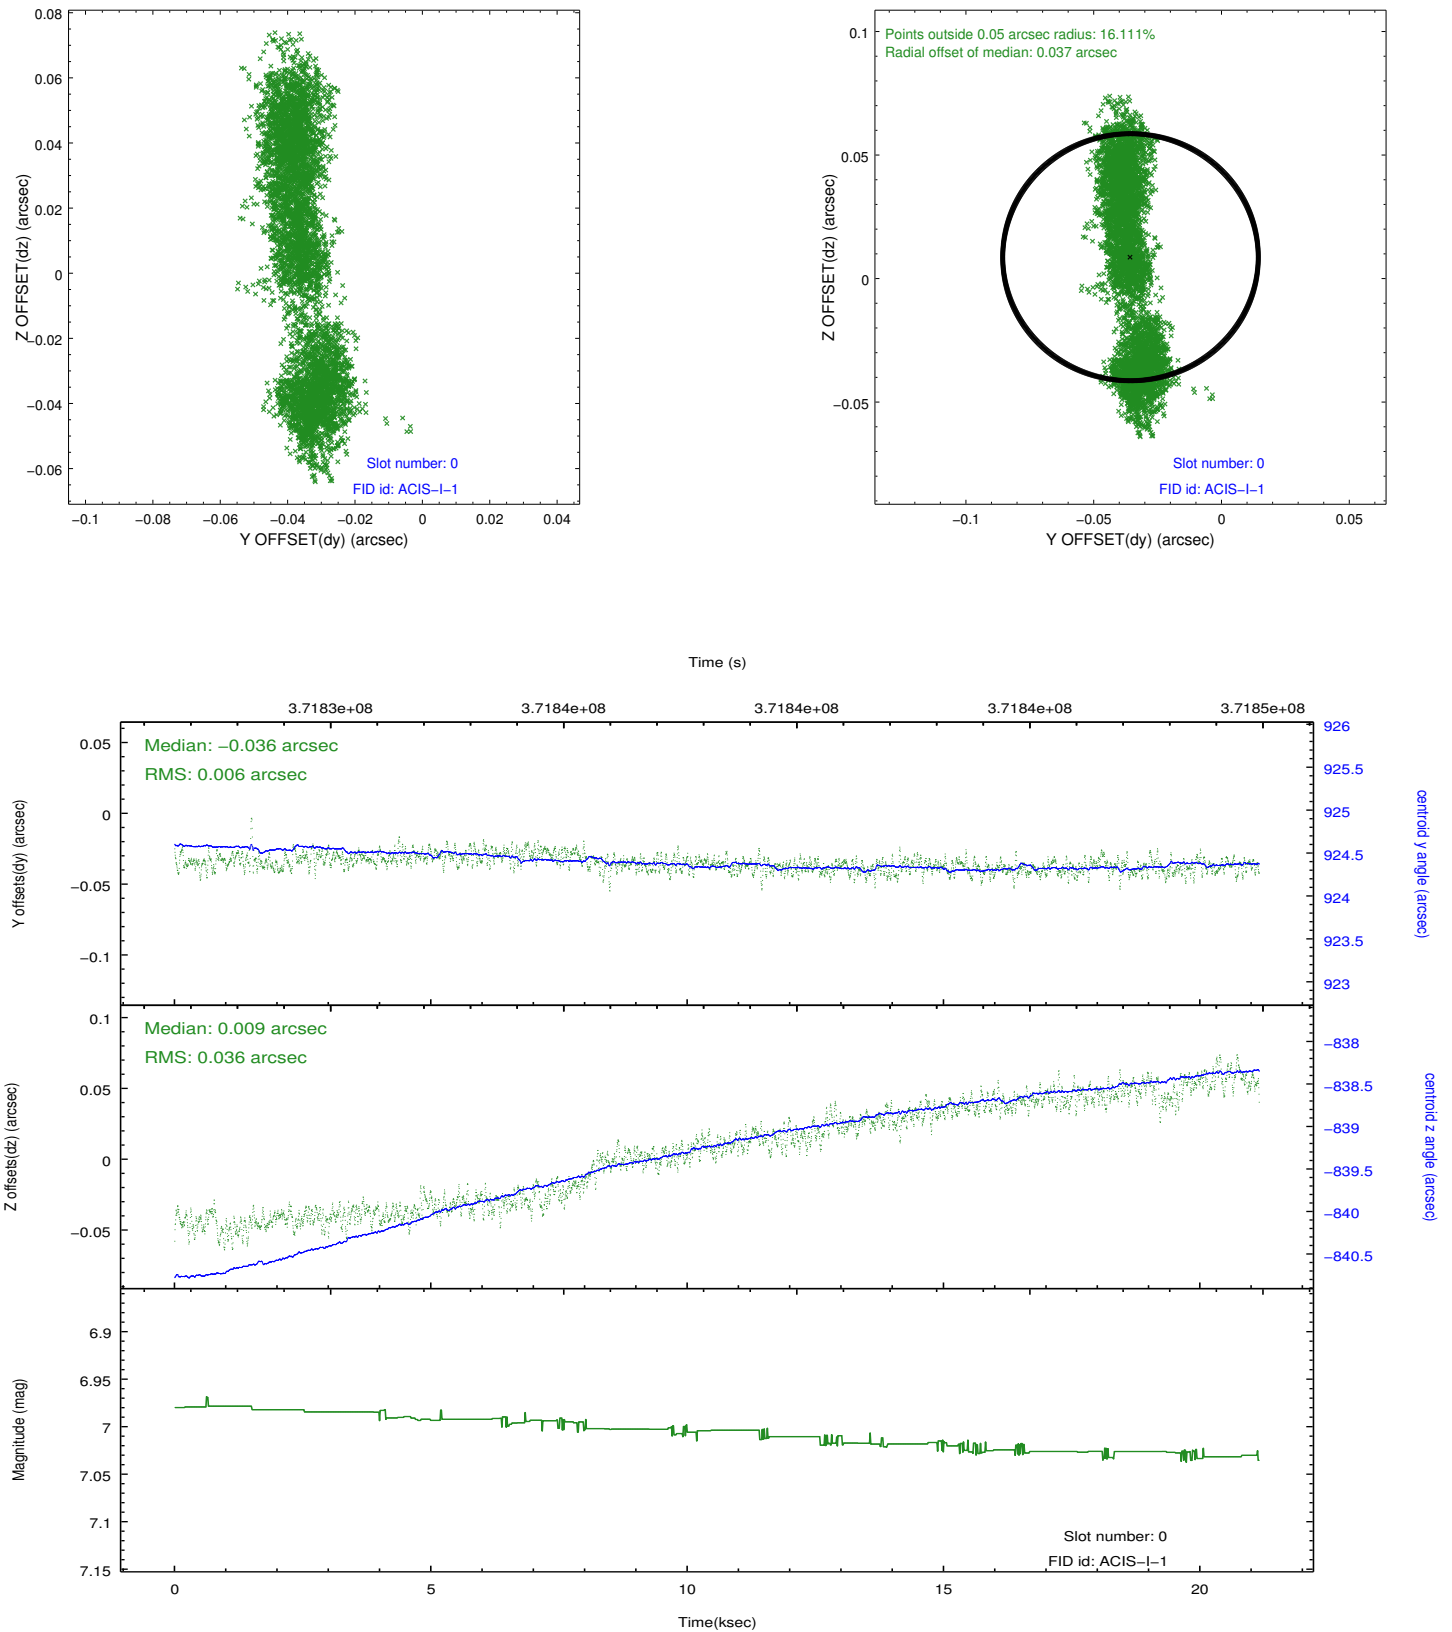 0.08
0.06
0.04
0.02
0
−0.02
−0.04
−0.06
Z OFFSET(dz) (arcsec)
Slot number: 0
FID id: ACIS−I−1
−0.1
−0.08
−0.06
−0.04
−0.02
0
0.02
0.04
Y OFFSET(dy) (arcsec)
Points outside 0.05 arcsec radius: 16.111%
Radial offset of median: 0.037 arcsec
0.1
0.05
0
−0.05
Z OFFSET(dz) (arcsec)
Slot number: 0
FID id: ACIS−I−1
−0.1
−0.05
0
0.05
Y OFFSET(dy) (arcsec)
Time (s)
3.7183e+08
3.7184e+08
3.7184e+08
3.7184e+08
3.7185e+08
Median: −0.036 arcsec
RMS: 0.006 arcsec
0.05
0
−0.05
−0.1
Y offsets(dy) (arcsec)
926
925.5
925
924.5
924
923.5
923
centroid y angle (arcsec)
Median: 0.009 arcsec
RMS: 0.036 arcsec
0.1
0.05
0
−0.05
Z offsets(dz) (arcsec)
−838
−838.5
−839
−839.5
−840
−840.5
centroid z angle (arcsec)
6.9
6.95
7
7.05
7.1
7.15
Magnitude (mag)
Slot number: 0
FID id: ACIS−I−1
0
5
10
15
20
Time(ksec)